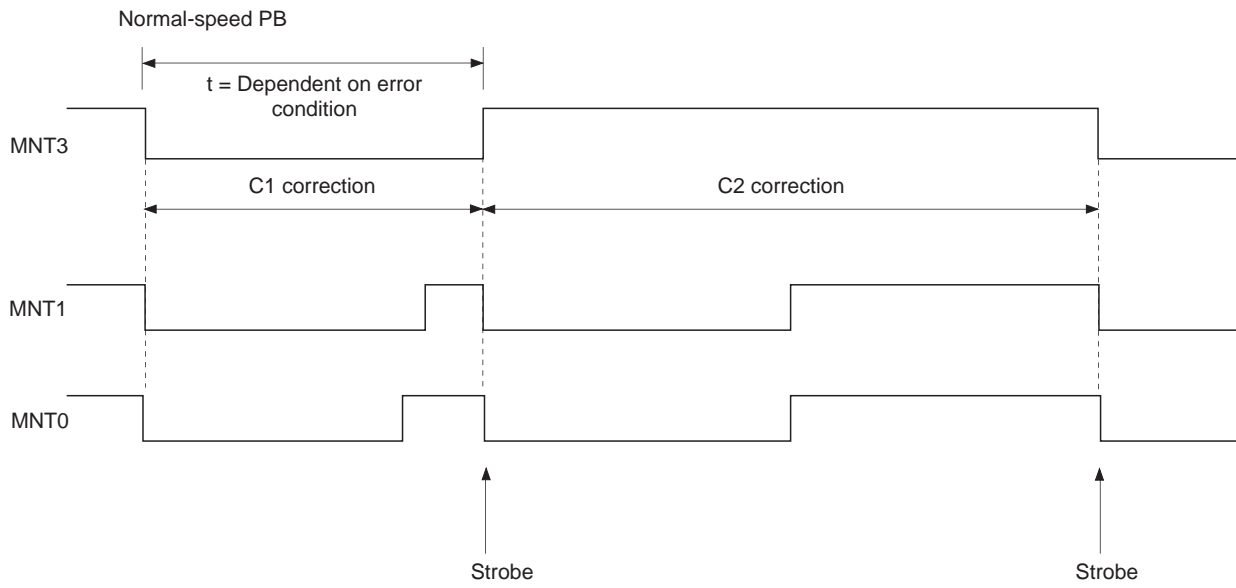 Normal-speed PB
t = Dependent on error
condition
MNT3
C1 correction
C2 correction
MNT1
MNT0
Strobe
Strobe